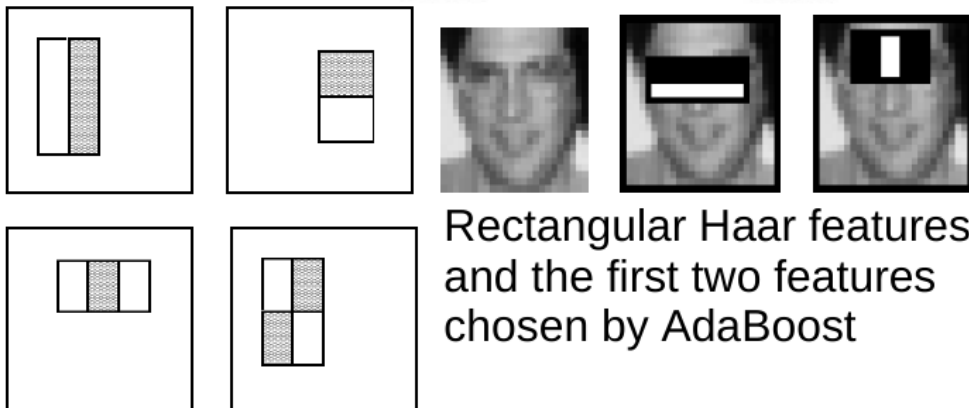 Rectangular Haar features
and the first two features
chosen by AdaBoost